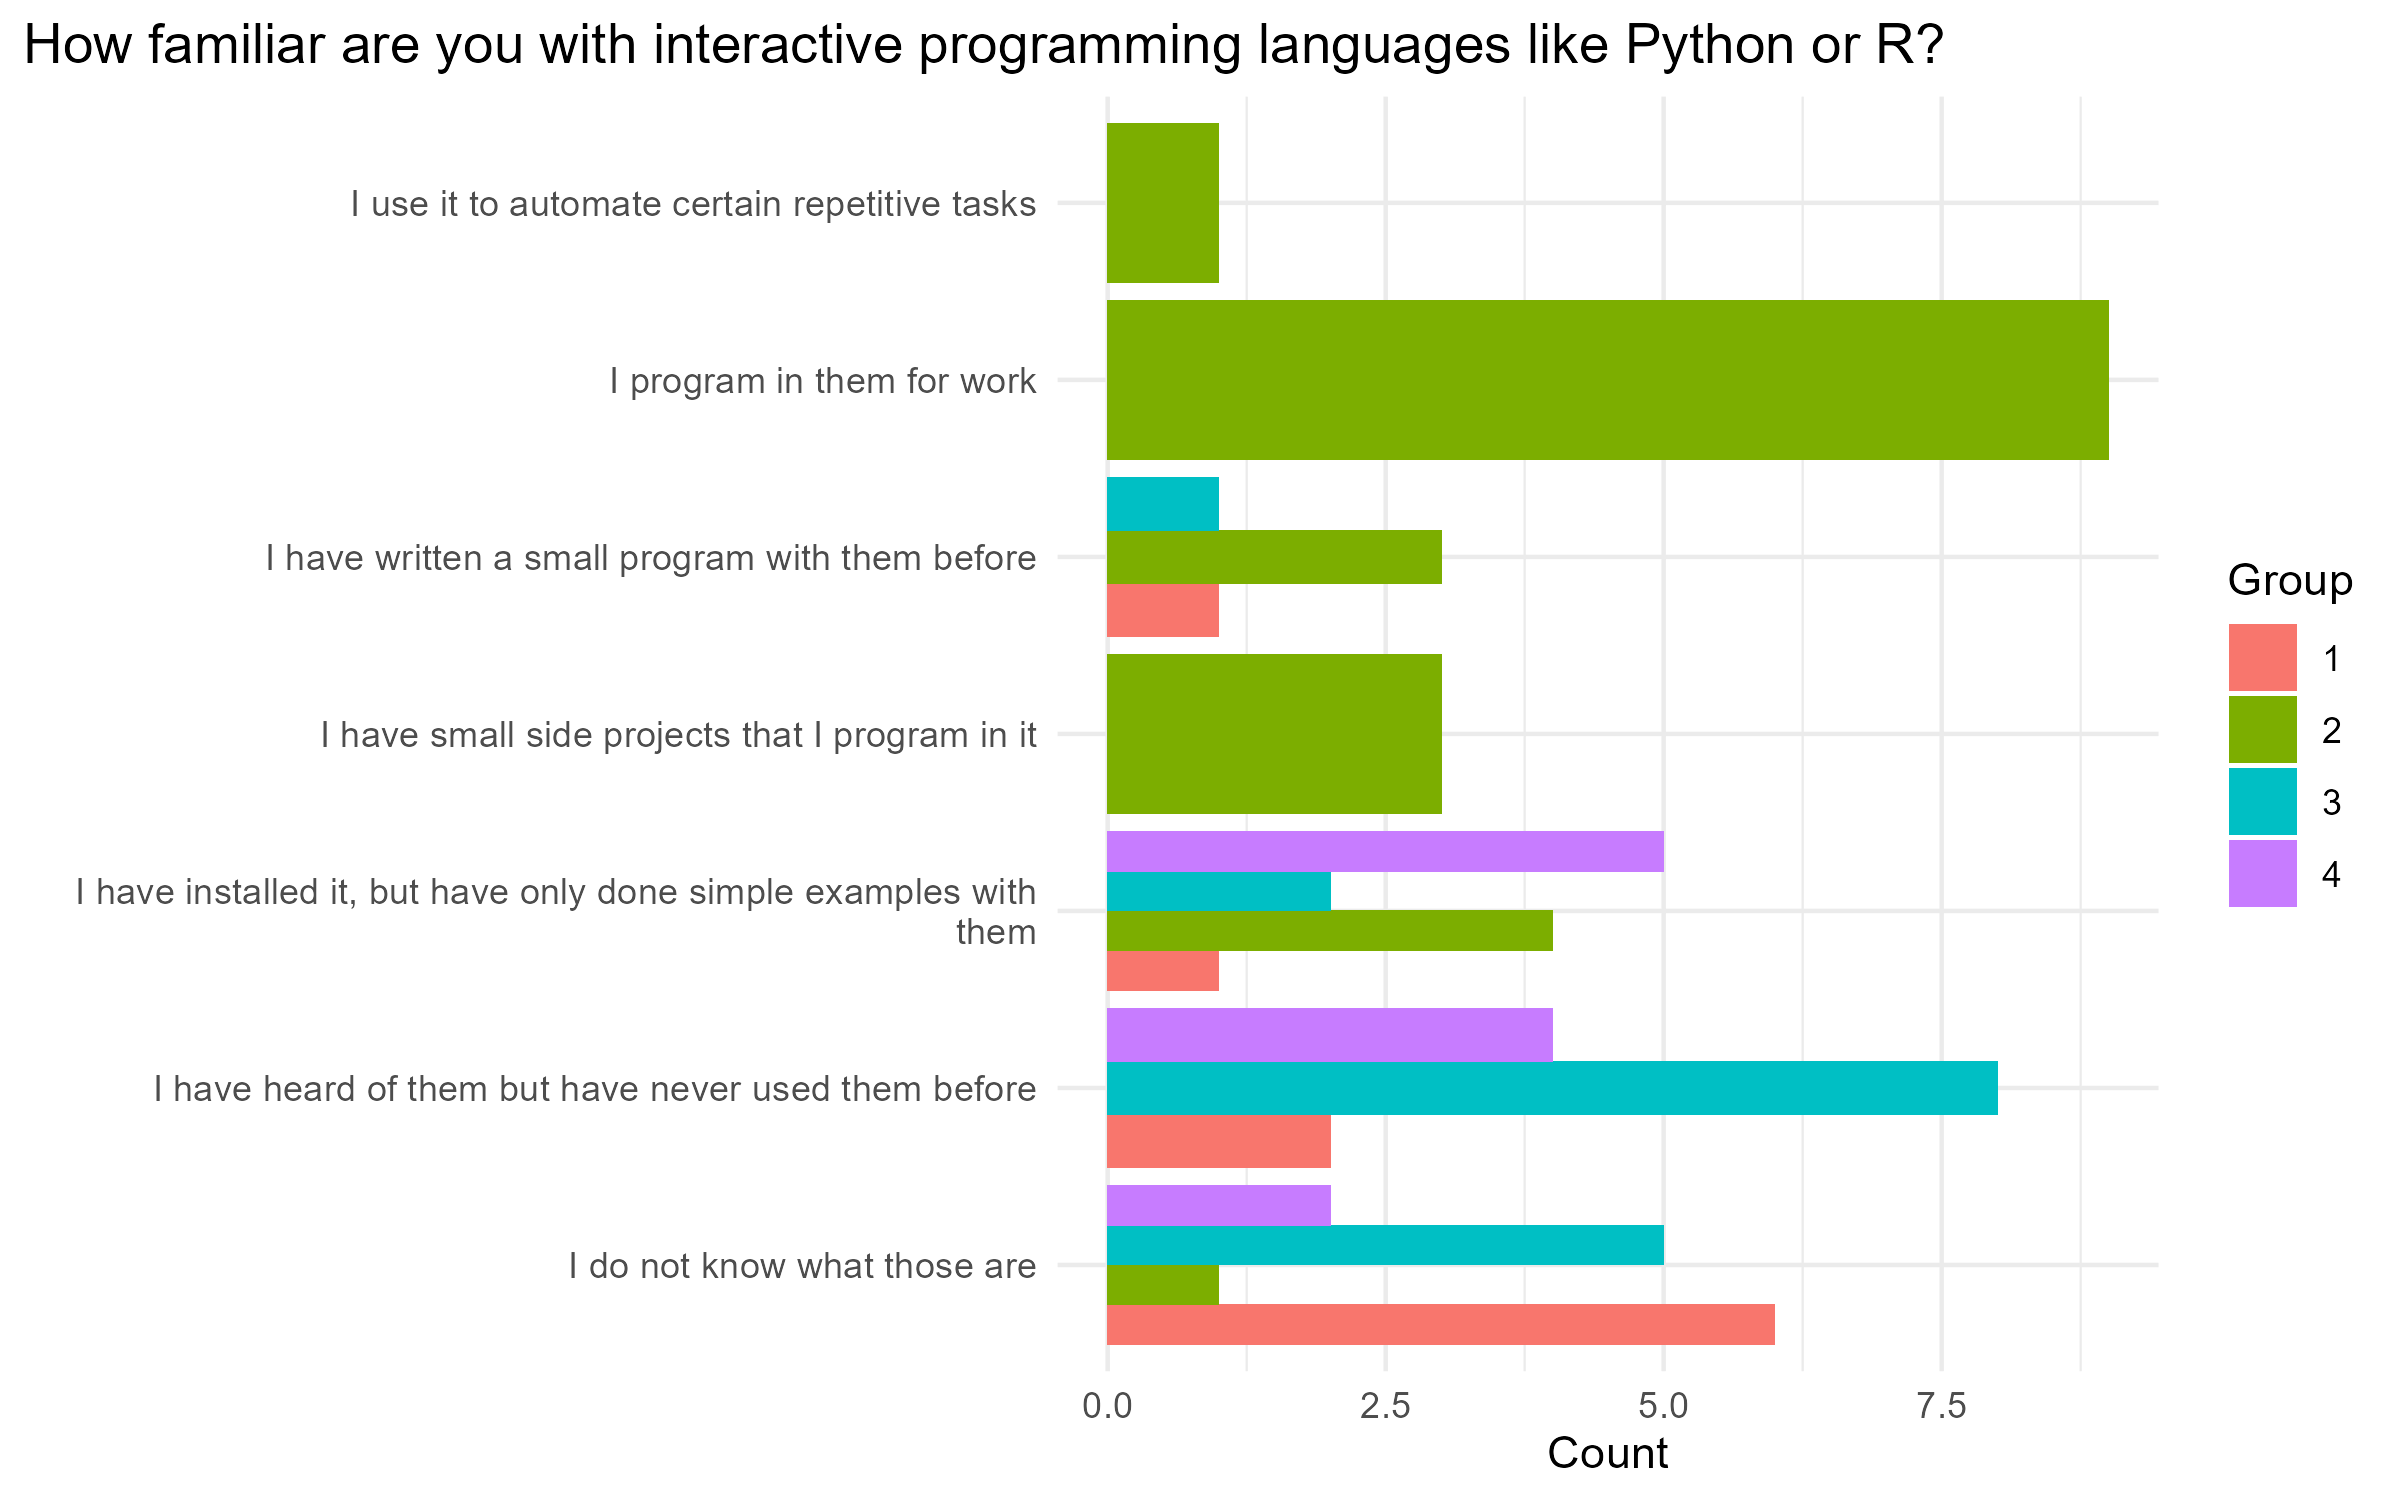 How familiar are you with interactive programming languages like Python or R?
I use it to automate certain repetitive tasks
I program in them for work
I have written a small program with them before
I have small side projects that I program in it
I have installed it, but have only done simple examples with
them
I have heard of them but have never used them before
I do not know what those are
0.0 2.5 5.0 7.5
Count
Group
1
2
3
4